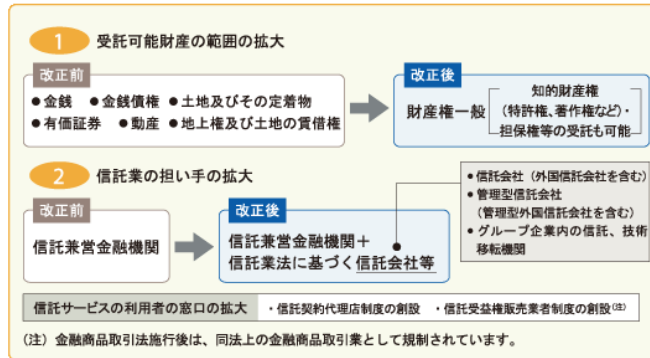 1 受託可能財産の範囲の拡大
改正前
●金銭 ●金銭債権 ●土地及びその定着物
●有価証券 ●動産 ●地上権及び土地の賃借権
改正後
財産権一般
知的財産権
(特許権、著作権など)・
担保権等の受託も可能
2 信託業の担い手の拡大
改正前
信託兼営金融機関
改正後
信託兼営金融機関+
信託業法に基づく信託会社等
●信託会社(外国信託会社を含む)
●管理型信託会社
(管理型外国信託会社を含む)
●グループ企業内の信託、技術
移転機関
信託サービスの利用者の窓口の拡大 ・信託契約代理店制度の創設 ・信託受益権販売業者制度の創設(注)
(注)金融商品取引法施行後は、同法上の金融商品取引業として規制されています。